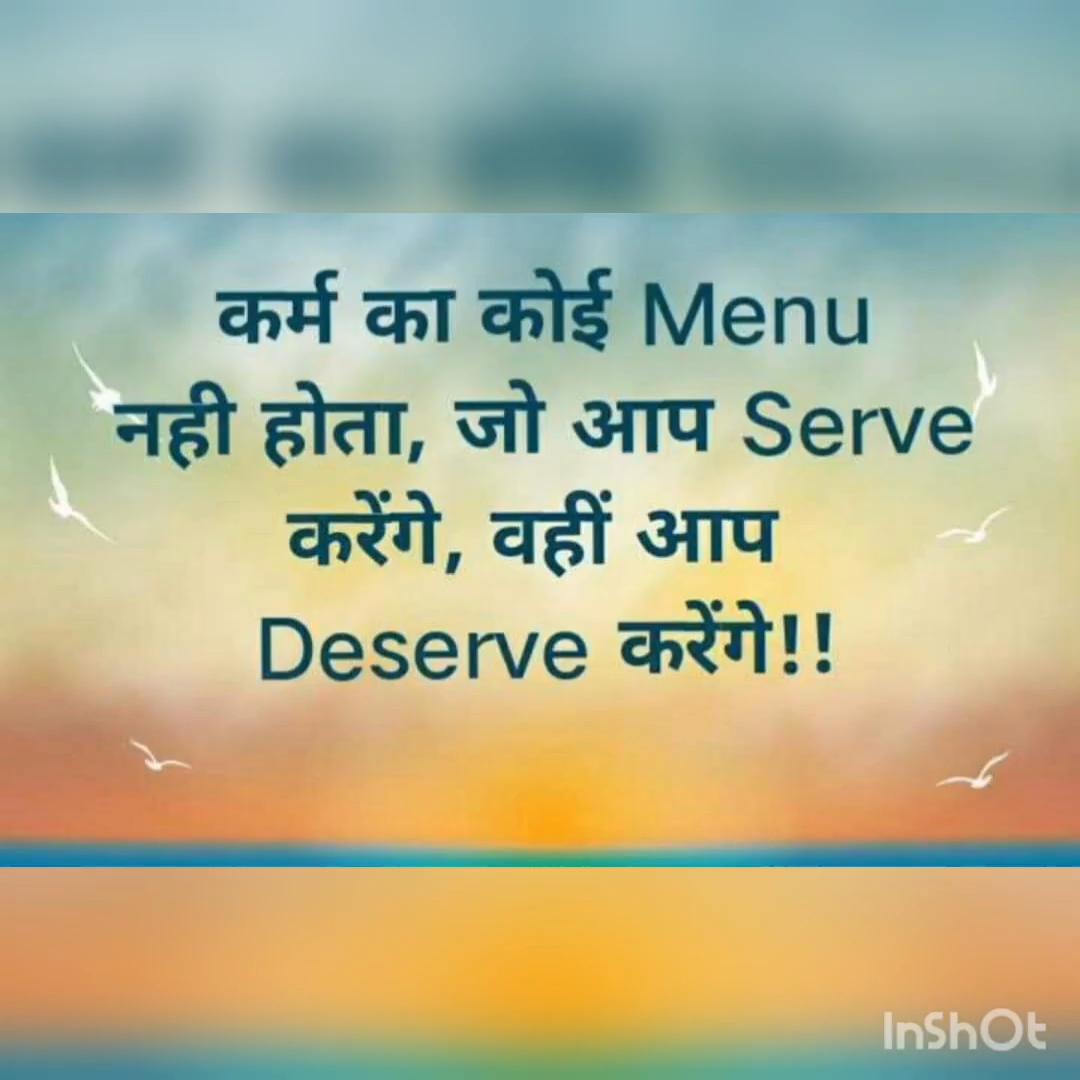 कर्म का कोई Menu
नही होता, जो आप Serve
करेंगे, वहीं आप
Deserve करेंगे!!
InShOt